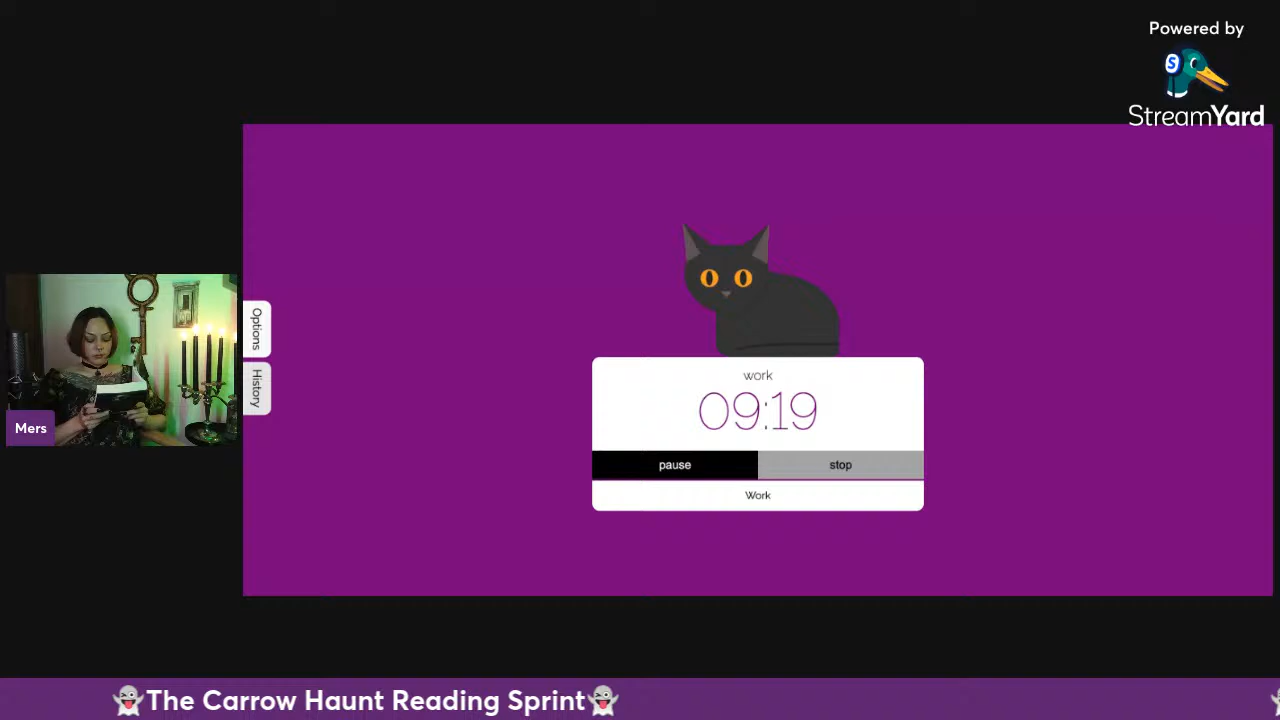 Powered by
S
StreamYard
Options
History
work
09:19
pause
stop
Work
Mers
👻The Carrow Haunt Reading Sprint👻